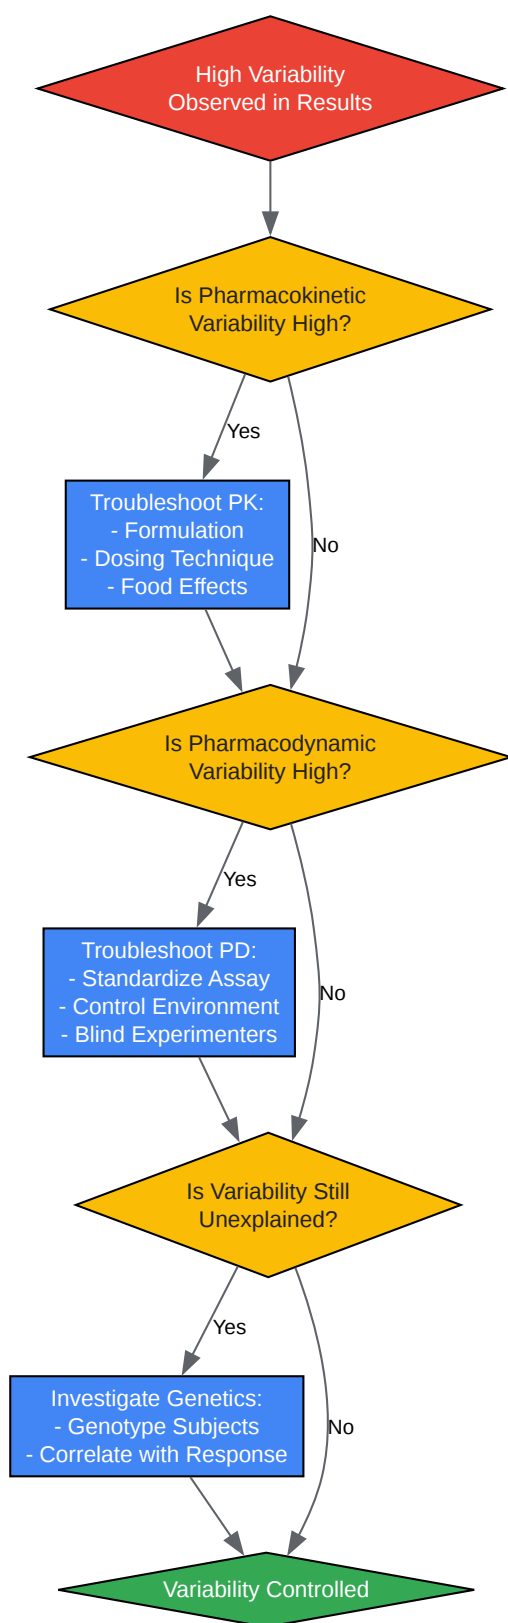 High Variability
Observed in Results
Is Pharmacokinetic
Variability High?
Yes
No
Troubleshoot PK:
- Formulation
- Dosing Technique
- Food Effects
Is Pharmacodynamic
Variability High?
Yes
No
Troubleshoot PD:
- Standardize Assay
- Control Environment
- Blind Experimenters
Is Variability Still
Unexplained?
Yes
No
Investigate Genetics:
- Genotype Subjects
- Correlate with Response
Variability Controlled